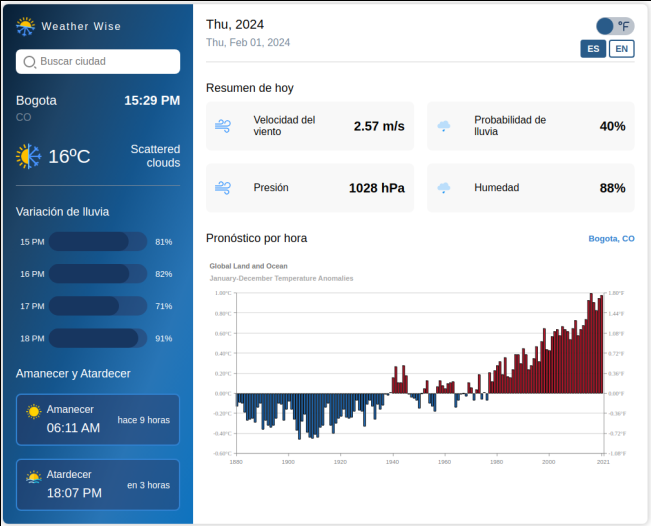 Weather Wise
Buscar ciudad
Bogota
15:29 PM
CO
16°C
Scattered
clouds
Variación de lluvia
15 PM
81%
16 PM
82%
17 PM
71%
18 PM
91%
Amanecer y Atardecer
Amanecer
06:11 AM
hace 9 horas
Atardecer
18:07 PM
en 3 horas
Thu, 2024
Thu, Feb 01, 2024
°F
ES
EN
Resumen de hoy
Velocidad del
viento
2.57 m/s
Probabilidad de
lluvia
40%
Presión
1028 hPa
Humedad
88%
Pronóstico por hora
Bogota, CO
Global Land and Ocean
January-December Temperature Anomalies
1.00°C
1.80°F
0.80°C
1.44°F
0.60°C
1.08°F
0.40°C
0.72°F
0.20°C
0.36°F
0.00°C
0.00°F
-0.20°C
-0.36°F
-0.40°C
-0.72°F
-0.60°C
-1.08°F
1880
1900
1920
1940
1960
1980
2000
2021